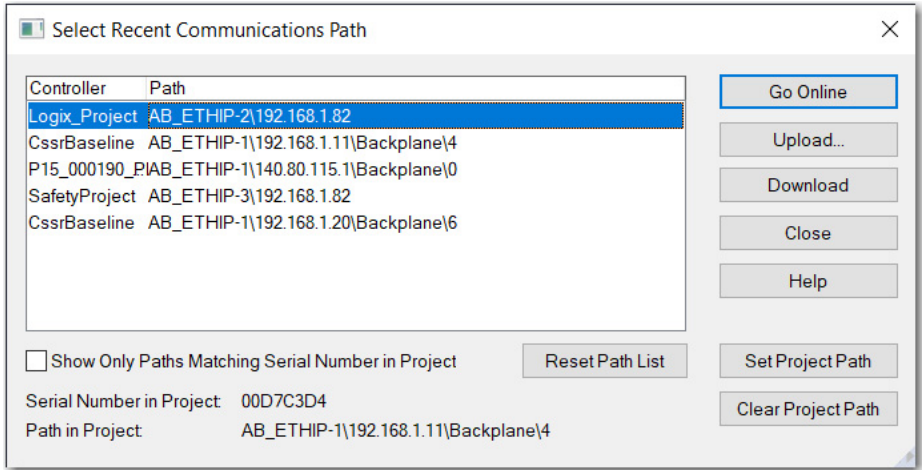 Select Recent Communications Path
Controller Path
Logix_Project AB_ETHIP-2\192.168.1.82
CssrBaseline AB_ETHIP-1\192.168.1.11\Backplane\4
P15_000190_ AB_ETHIP-1\140.80.115.1\Backplane\0
SafetyProject AB_ETHIP-3\192.168.1.82
CssrBaseline AB_ETHIP-1\192.168.1.20\Backplane\6
Go Online
Upload...
Download
Close
Help
Show Only Paths Matching Serial Number in Project
Reset Path List
Set Project Path
Serial Number in Project: 00D7C3D4
Clear Project Path
Path in Project: AB_ETHIP-1\192.168.1.11\Backplane\4